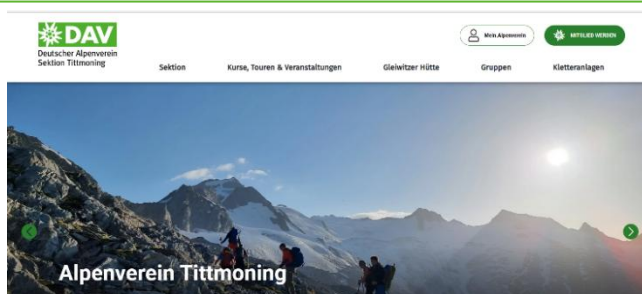 DAV
Deutscher Alpenverein
Sektion Tittmoning
Mein Alpenverein
MITGLIED WERDEN
Sektion
Kurse, Touren & Veranstaltungen
Gleiwitzer Hütte
Gruppen
Kletteranlagen
Alpenverein Tittmoning